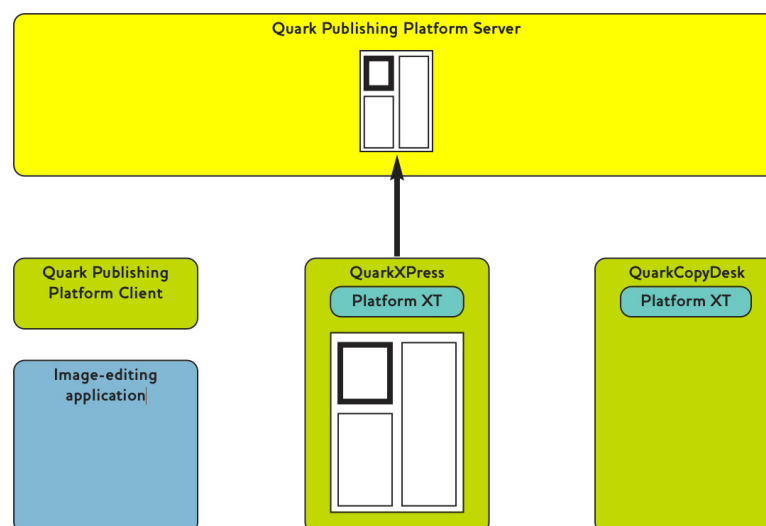 Quark Publishing Platform Server
Quark Publishing
Platform Client
QuarkXPress
Platform XT
QuarkCopyDesk
Platform XT
Image-editing
application